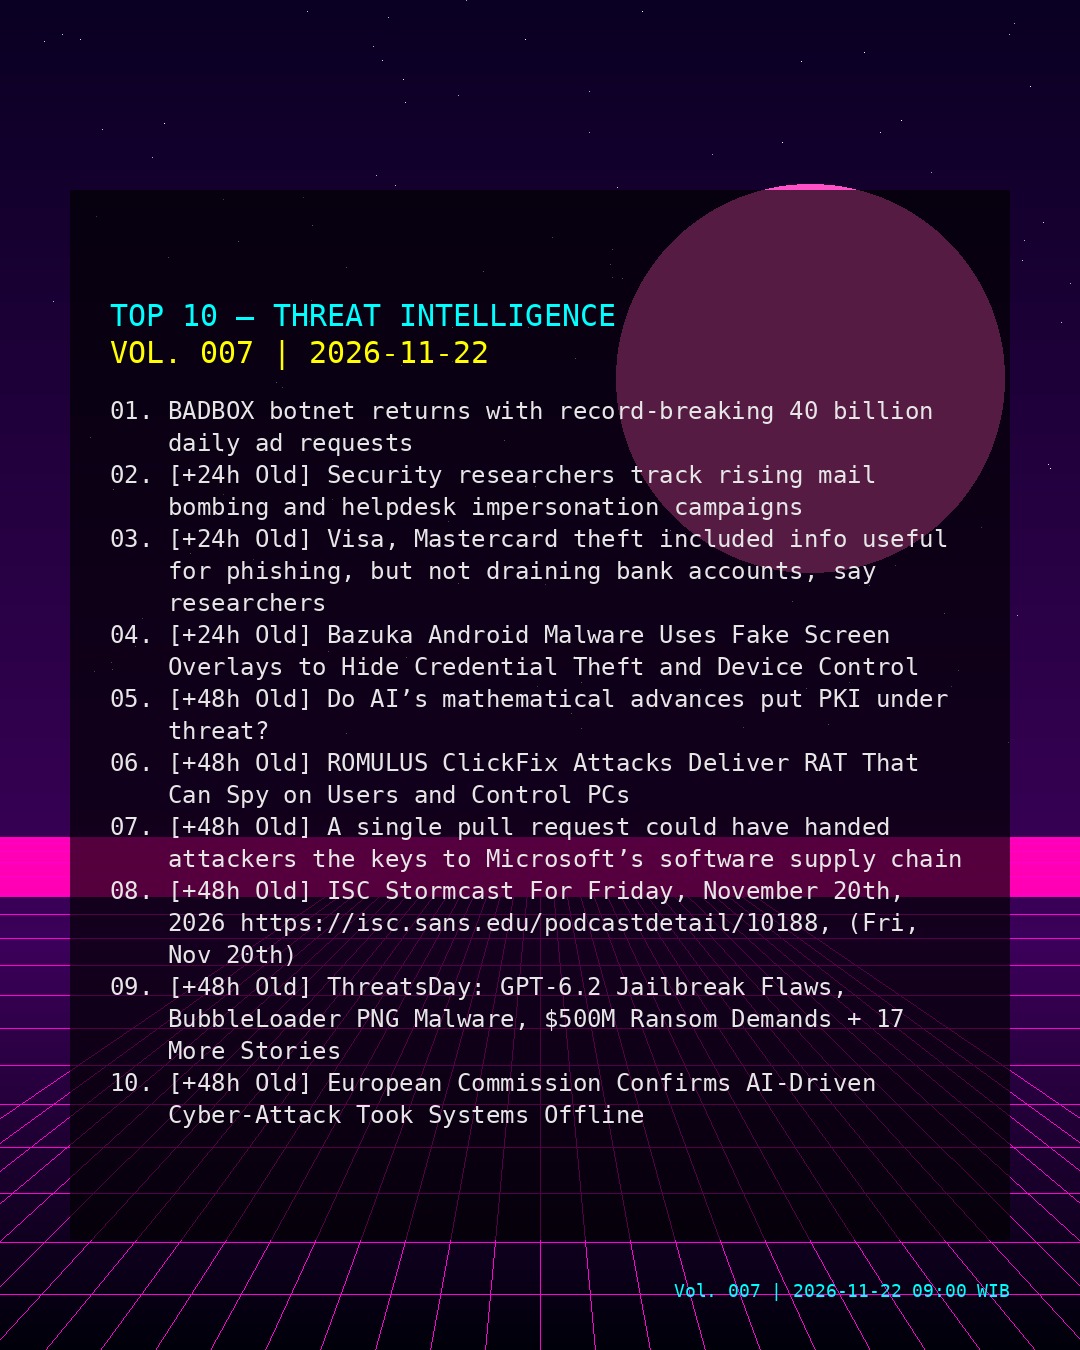 TOP 10 — THREAT INTELLIGENCE
VOL. 007 | 2026-11-22
01. BADBOX botnet returns with record-breaking 40 billion
daily ad requests
02. [+24h Old] Security researchers track rising mail
bombing and helpdesk impersonation campaigns
03. [+24h Old] Visa, Mastercard theft included info useful
for phishing, but not draining bank accounts, say
researchers
04. [+24h Old] Bazuka Android Malware Uses Fake Screen
Overlays to Hide Credential Theft and Device Control
05. [+48h Old] Do AI’s mathematical advances put PKI under
threat?
06. [+48h Old] ROMULUS ClickFix Attacks Deliver RAT That
Can Spy on Users and Control PCs
07. [+48h Old] A single pull request could have handed
attackers the keys to Microsoft’s software supply chain
08. [+48h Old] ISC Stormcast For Friday, November 20th,
2026 https://isc.sans.edu/podcastdetail/10188, (Fri,
Nov 20th)
09. [+48h Old] ThreatsDay: GPT-6.2 Jailbreak Flaws,
BubbleLoader PNG Malware, $500M Ransom Demands + 17
More Stories
10. [+48h Old] European Commission Confirms AI-Driven
Cyber-Attack Took Systems Offline
Vol. 007 | 2026-11-22 09:00 WIB